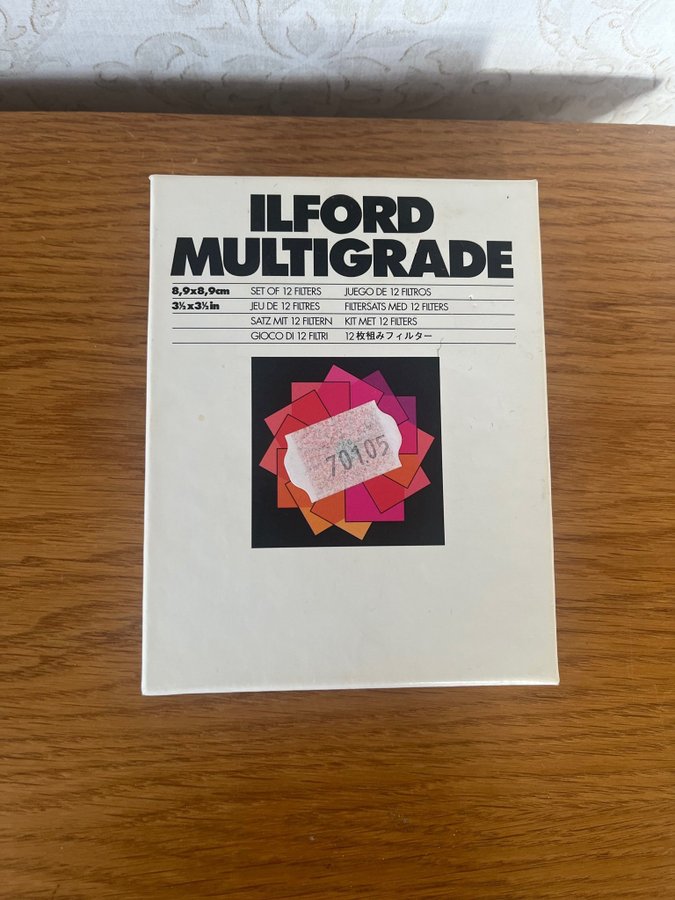 ILFORD
MULTIGRADE
8,9x8,9cm SET OF 12 FILTERS JUEGO DE 12 FILTROS
3½x3½in JEU DE 12 FILTRES FILTERSATS MED 12 FILTERS
SATZ MIT 12 FILTERN KIT MET 12 FILTERS
GIOCO DI 12 FILTRI 12枚組みフィルター
701.05